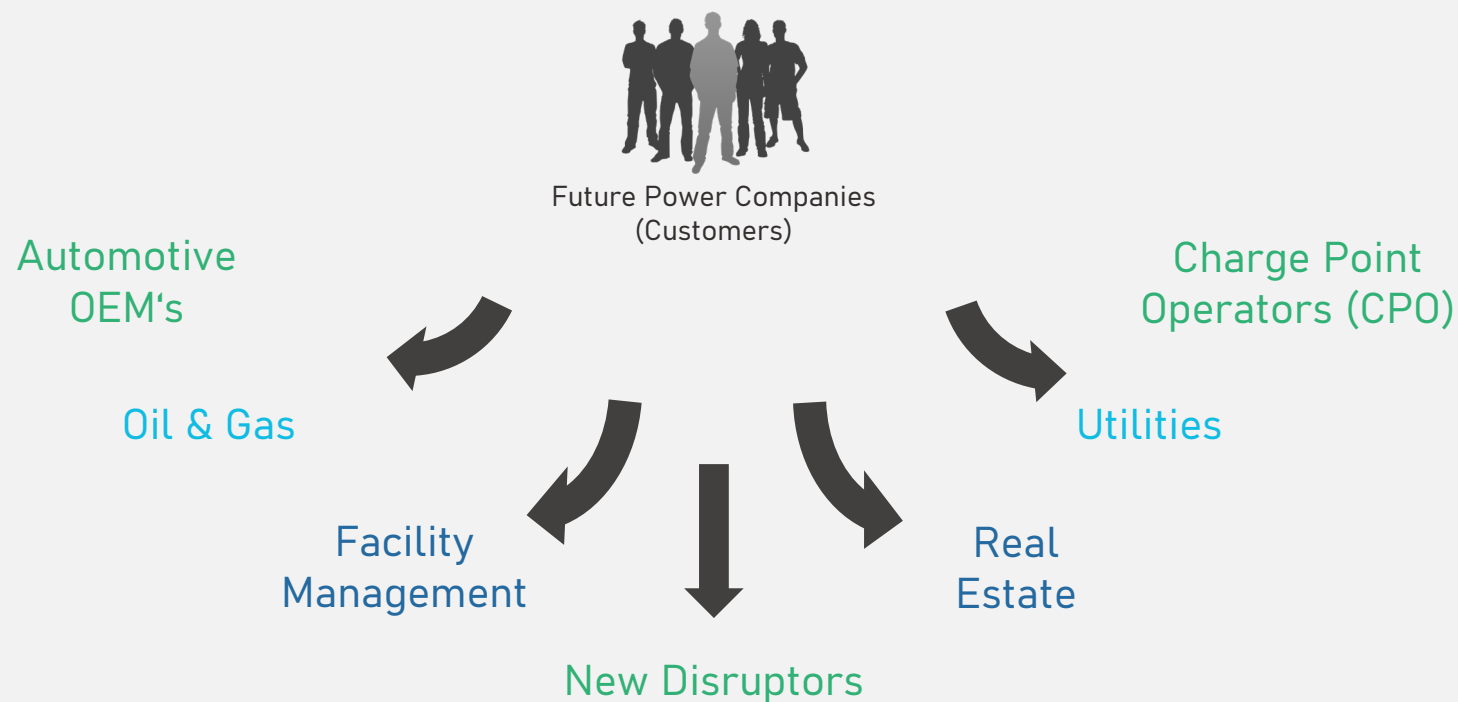 Future Power Companies
(Customers)
Automotive
OEM‘s
Charge Point
Operators (CPO)
Oil & Gas
Utilities
Facility
Management
Real
Estate
New Disruptors